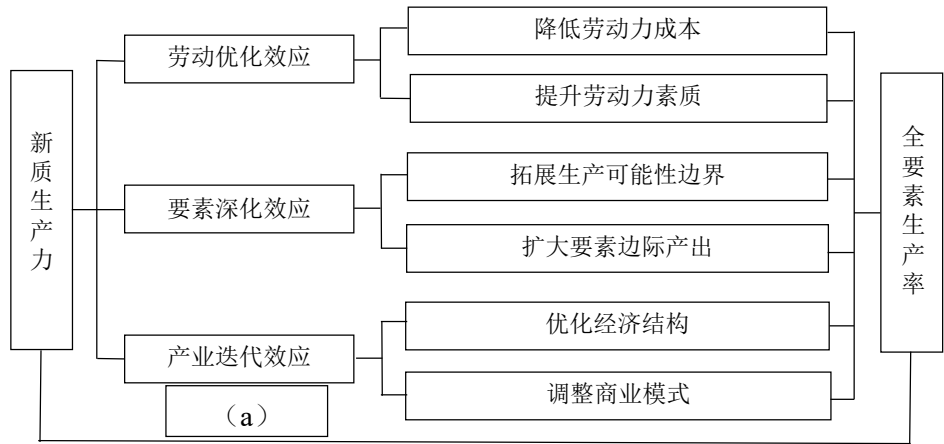 新质生产力
劳动优化效应
降低劳动力成本
提升劳动力素质
要素深化效应
拓展生产可能性边界
扩大要素边际产出
产业迭代效应
优化经济结构
调整商业模式
全要素生产率
（a）